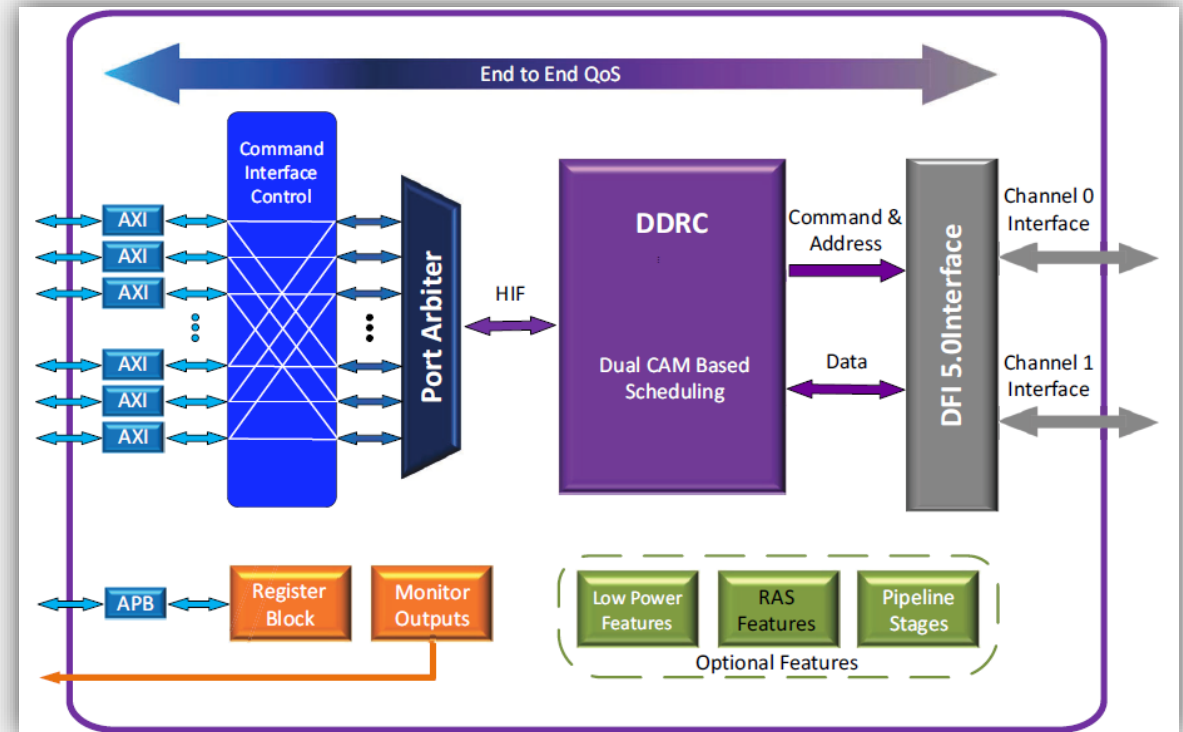 End to End QoS
Command
Interface
Control
AXI
AXI
AXI
AXI
AXI
AXI
Port Arbiter
HIF
DDRC
Dual CAM Based
Scheduling
Command &
Address
Data
DFI 5.0Interface
Channel 0
Interface
Channel 1
Interface
APB
Register
Block
Monitor
Outputs
Low Power
Features
RAS
Features
Pipeline
Stages
Optional Features